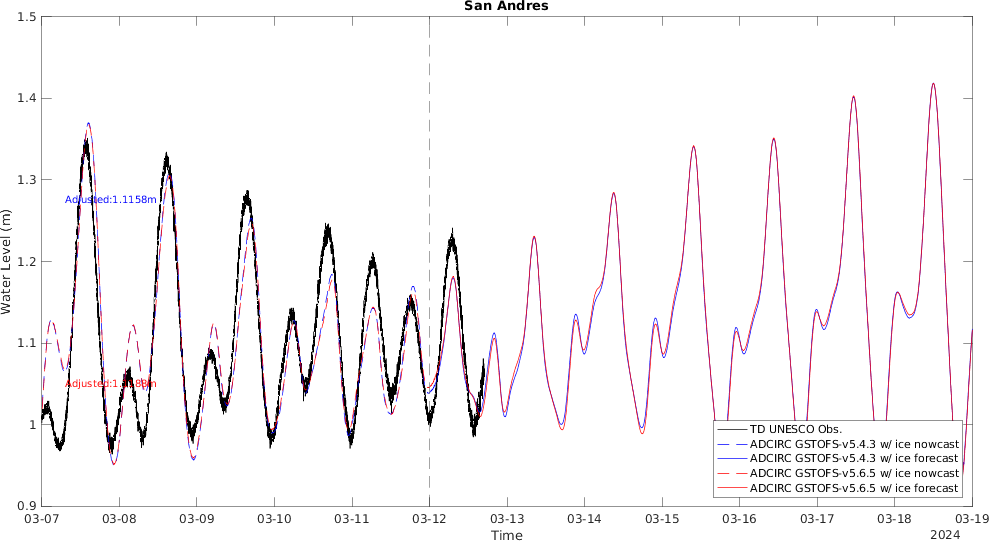 San Andres
1.5
1.4
1.3
1.2
1.1
1
0.9
Water Level (m)
Adjusted:1.1158m
TD UNESCO Obs.
ADCIRC GSTOFS-v5.4.3 w/ ice nowcast
ADCIRC GSTOFS-v5.4.3 w/ ice forecast
ADCIRC GSTOFS-v5.6.5 w/ ice nowcast
ADCIRC GSTOFS-v5.6.5 w/ ice forecast
03-07 03-08 03-09 03-10 03-11 03-12 03-13 03-14 03-15 03-16 03-17 03-18 03-19
Time
2024